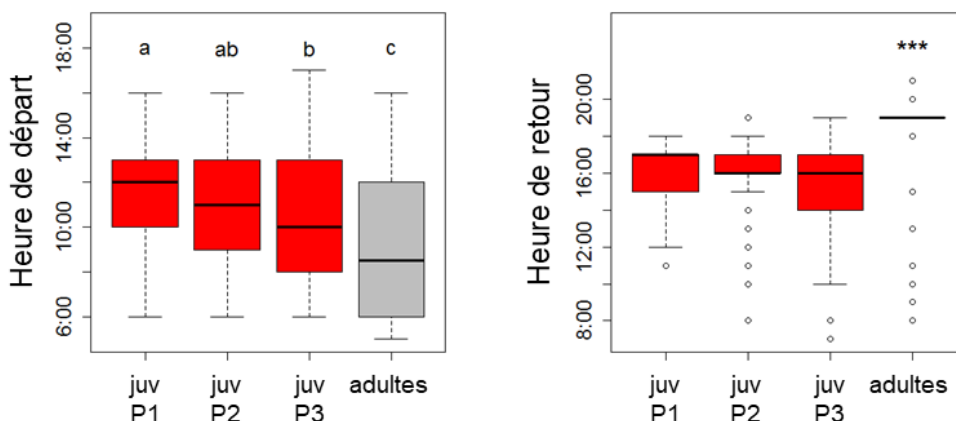 Heure de départ
18:00
14:00
10:00
6:00
a ab b c
juv juv juv adultes
P1 P2 P3
Heure de retour
20:00
16:00
12:00
8:00
***
juv juv juv adultes
P1 P2 P3